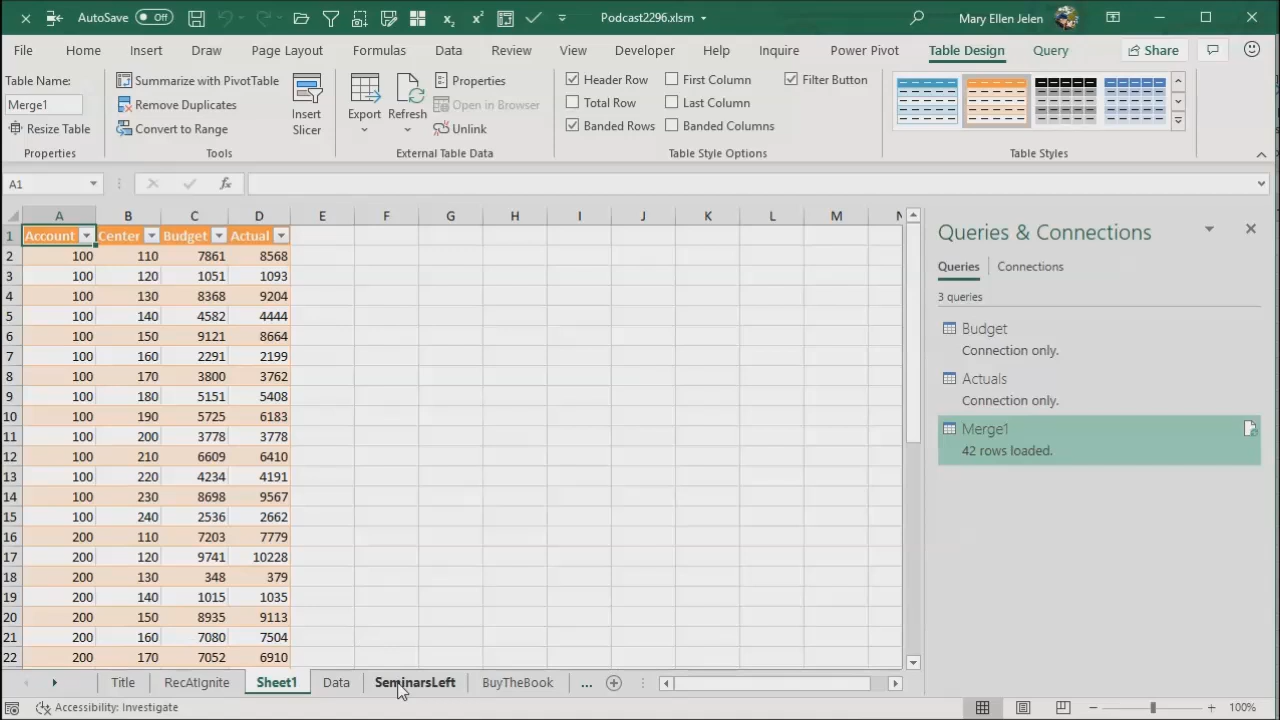 AutoSave Off Podcast2296.xlsm Mary Ellen Jelen
File Home Insert Draw Page Layout Formulas Data Review View Developer Help Inquire Power Pivot Table Design Query Share
Table Name:
Merge1
Resize Table
Properties
Summarize with PivotTable
Remove Duplicates
Convert to Range
Insert
Slicer
Tools
Export
Refresh
Properties
Open in Browser
Unlink
External Table Data
Header Row First Column Filter Button
Total Row Last Column
Banded Rows Banded Columns
Table Style Options
Table Styles
A1 fx
A B C D E F G H I J K L M N
1 Account Center Budget Actual
2 100 110 7861 8568
3 100 120 1051 1093
4 100 130 8368 9204
5 100 140 4582 4444
6 100 150 9121 8664
7 100 160 2291 2199
8 100 170 3800 3762
9 100 180 5151 5408
10 100 190 5725 6183
11 100 200 3778 3778
12 100 210 6609 6410
13 100 220 4234 4191
14 100 230 8698 9567
15 100 240 2536 2662
16 200 110 7203 7779
17 200 120 9741 10228
18 200 130 348 379
19 200 140 1015 1035
20 200 150 8935 9113
21 200 160 7080 7504
22 200 170 7052 6910
Queries & Connections
Queries Connections
3 queries
Budget
Connection only.
Actuals
Connection only.
Merge1
42 rows loaded.
Title RecAtIgnite Sheet1 Data SeminarsLeft BuyTheBook ...
Accessibility: Investigate 100%